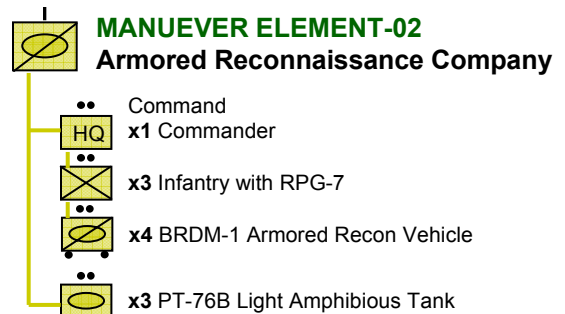 MANUEVER ELEMENT-02
Armored Reconnaissance Company
Command
HQ x1 Commander
x3 Infantry with RPG-7
x4 BRDM-1 Armored Recon Vehicle
x3 PT-76B Light Amphibious Tank